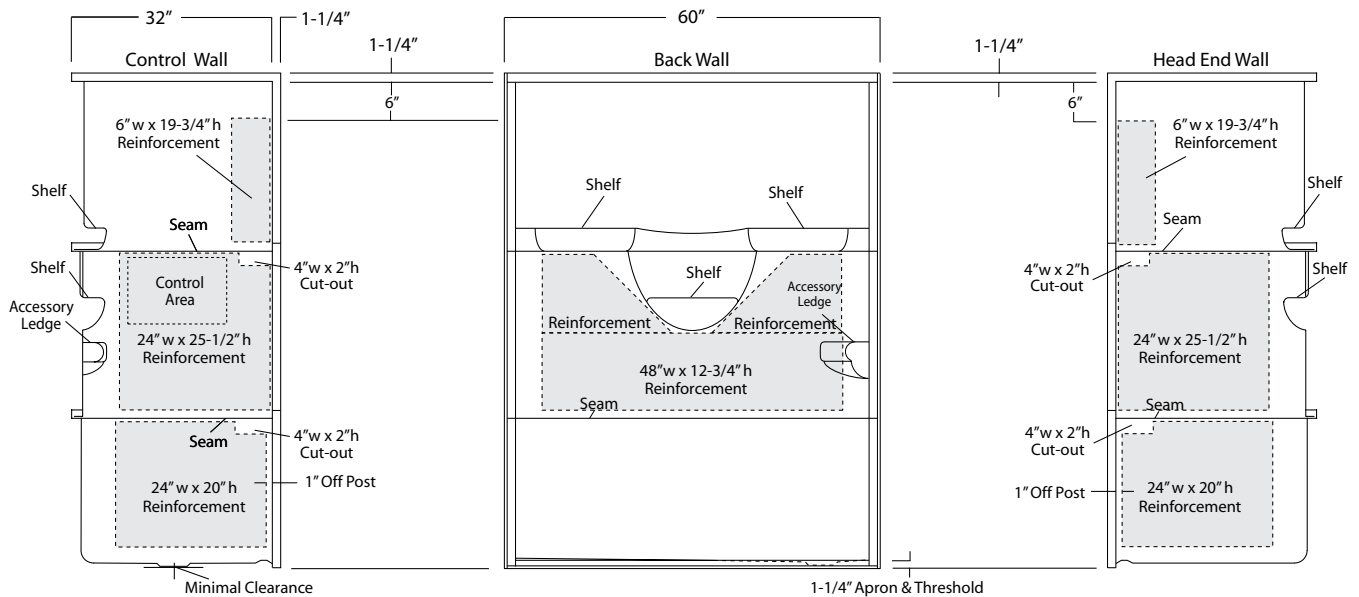 32"
1-1/4"
60"
1-1/4"
1-1/4"
Control Wall
Back Wall
Head End Wall
6"
6"
6"w x 19-3/4"h
Reinforcement
6"w x 19-3/4"h
Reinforcement
Shelf
Shelf
Shelf
Shelf
Seam
Seam
Shelf
4"w x 2"h
Cut-out
Shelf
4"w x 2"h
Cut-out
Shelf
Control
Area
Accessory
Ledge
Accessory
Ledge
Reinforcement
Reinforcement
24"w x 25-1/2"h
Reinforcement
24"w x 25-1/2"h
Reinforcement
48"w x 12-3/4"h
Reinforcement
Seam
Seam
Seam
4"w x 2"h
Cut-out
4"w x 2"h
Cut-out
24"w x 20"h
Reinforcement
1" Off Post
1" Off Post
24"w x 20"h
Reinforcement
Minimal Clearance
1-1/4" Apron & Threshold